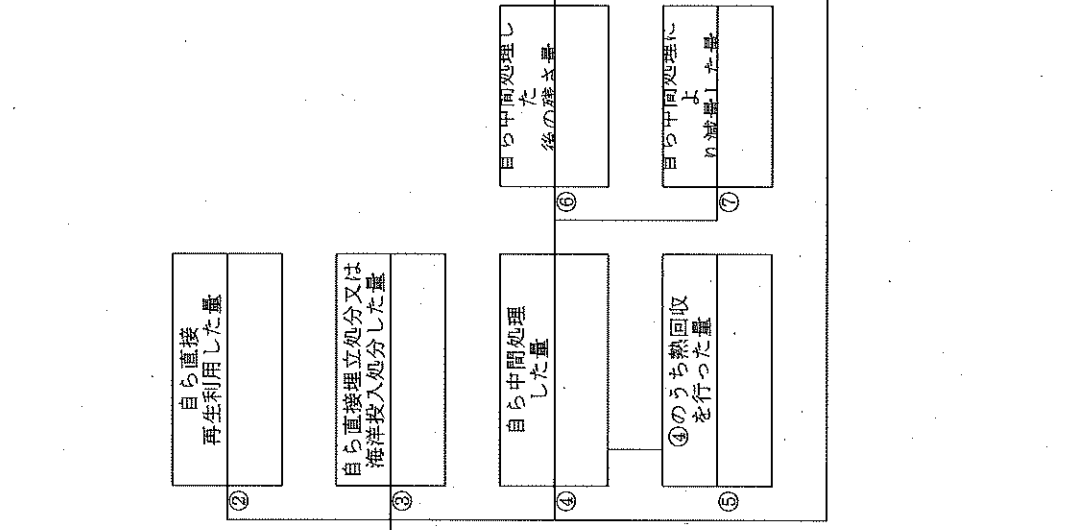 ②
自ら直接
再生利用した量
③
自ら直接埋立処分又は
海洋投入処分した量
④
自ら中間処理
した量
⑤
④のうち熱回収
を行った量
⑥
自ら中間処理し
た
後の残さ量
⑦
自ら中間処理に
よ
り減量した量